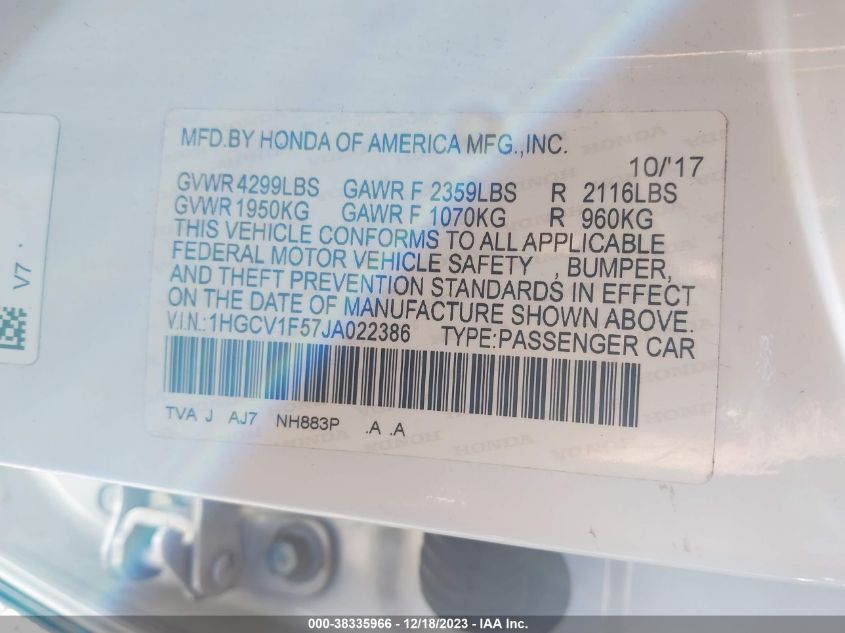 MFD.BY HONDA OF AMERICA MFG.,INC.
10/'17
GVWR 4299LBS GAWR F 2359LBS R 2116LBS
GVWR 1950KG GAWR F 1070KG R 960KG
THIS VEHICLE CONFORMS TO ALL APPLICABLE
FEDERAL MOTOR VEHICLE SAFETY , BUMPER,
AND THEFT PREVENTION STANDARDS IN EFFECT
ON THE DATE OF MANUFACTURE SHOWN ABOVE.
V.I.N.:1HGCV1F57JA022386 TYPE:PASSENGER CAR
TVA J AJ7 NH883P .A .A
HONDA HONDA HONDA
V7 .
000-38335966 - 12/18/2023 - IAA Inc.